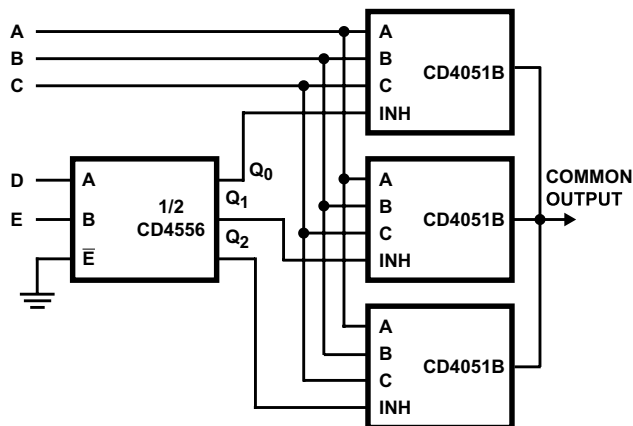 A
B
C
A
B
C
INH
CD4051B
D
E
A
B
E̅
1/2
CD4556
Q0
Q1
Q2
A
B
C
INH
CD4051B
COMMON
OUTPUT
A
B
C
INH
CD4051B